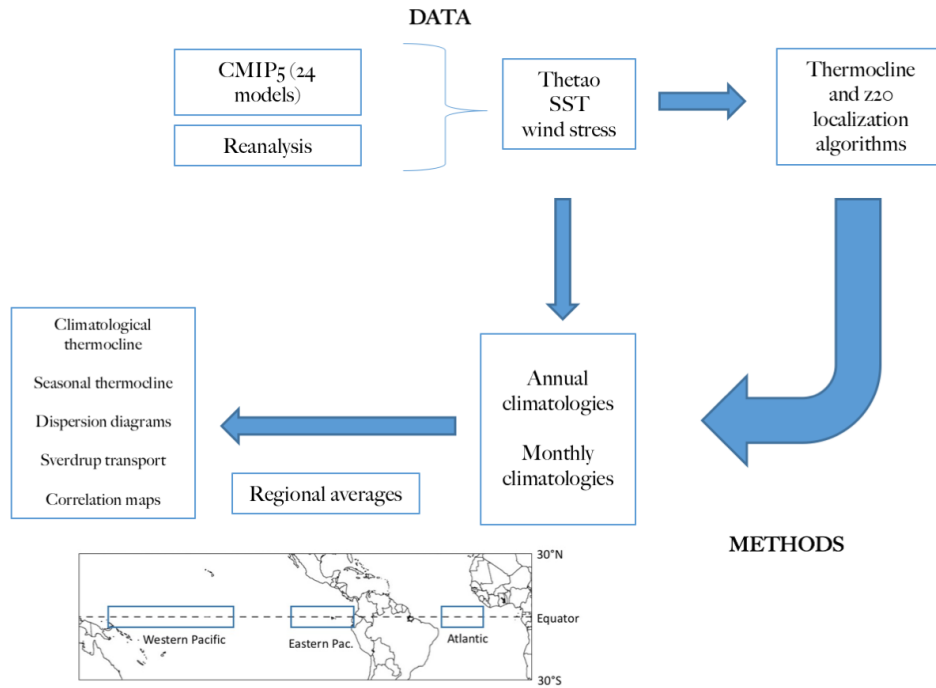 DATA
CMIP5 (24
models)
Reanalysis
Thetao
SST
wind stress
Thermocline
and z20
localization
algorithms
Climatological
thermocline
Seasonal thermocline
Dispersion diagrams
Sverdrup transport
Correlation maps
Annual
climatologies
Monthly
climatologies
Regional averages
METHODS
30°N
Equator
Western Pacific
Eastern Pac.
Atlantic
30°S